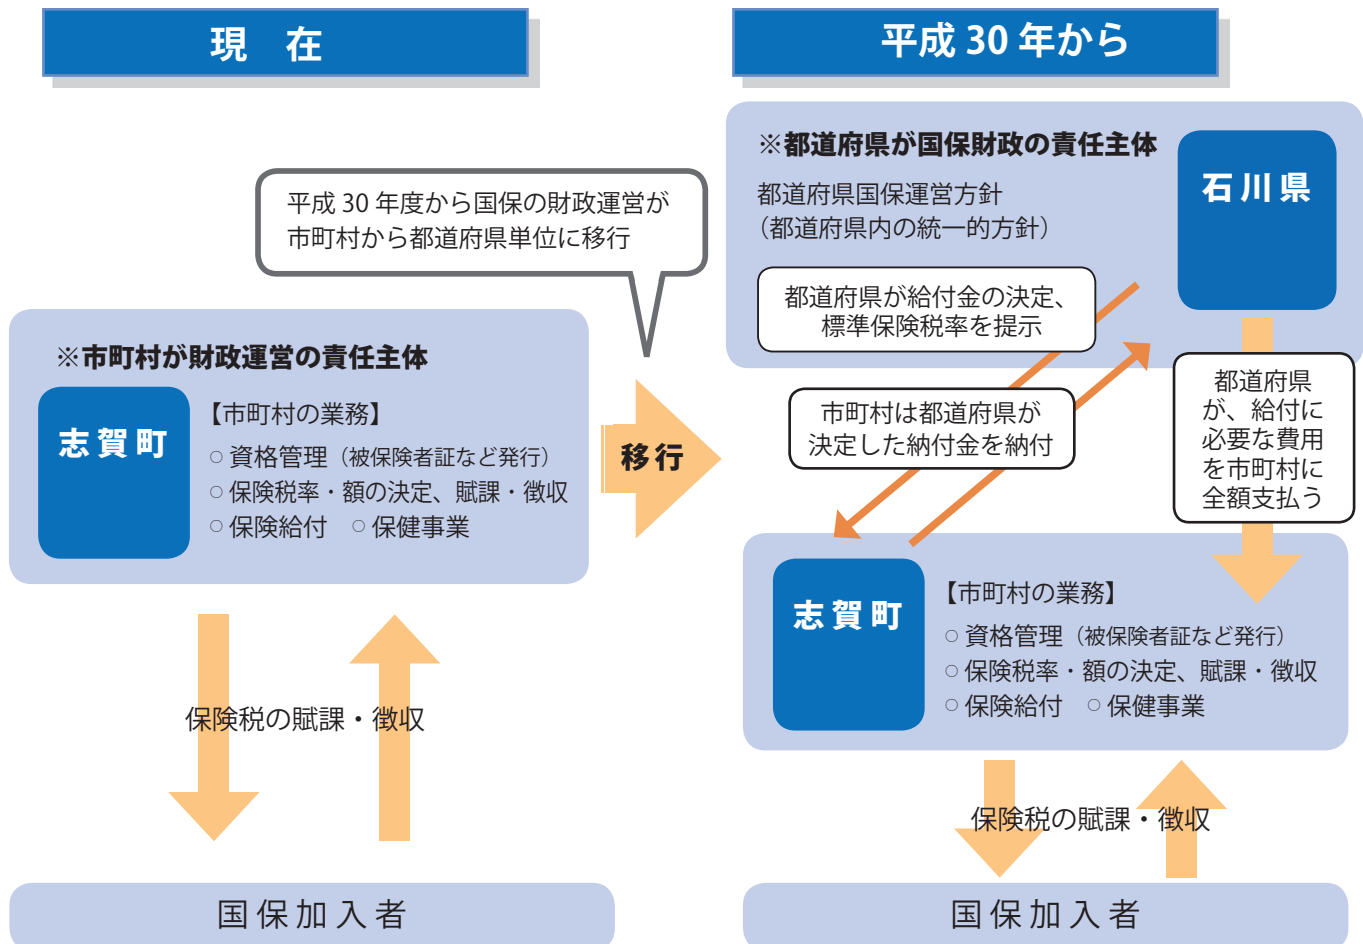 現　在
平成 30 年から
平成 30 年度から国保の財政運営が
市町村から都道府県単位に移行
※市町村が財政運営の責任主体
志賀町
【市町村の業務】
○ 資格管理（被保険者証など発行）
○ 保険税率・額の決定、賦課・徴収
○ 保険給付　○ 保健事業
保険税の賦課・徴収
国保加入者
移行
※都道府県が国保財政の責任主体
都道府県国保運営方針
（都道府県内の統一的方針）
石川県
都道府県が給付金の決定、
標準保険税率を提示
市町村は都道府県が
決定した納付金を納付
都道府県
が、給付に
必要な費用
を市町村に
全額支払う
志賀町
【市町村の業務】
○ 資格管理（被保険者証など発行）
○ 保険税率・額の決定、賦課・徴収
○ 保険給付　○ 保健事業
保険税の賦課・徴収
国保加入者